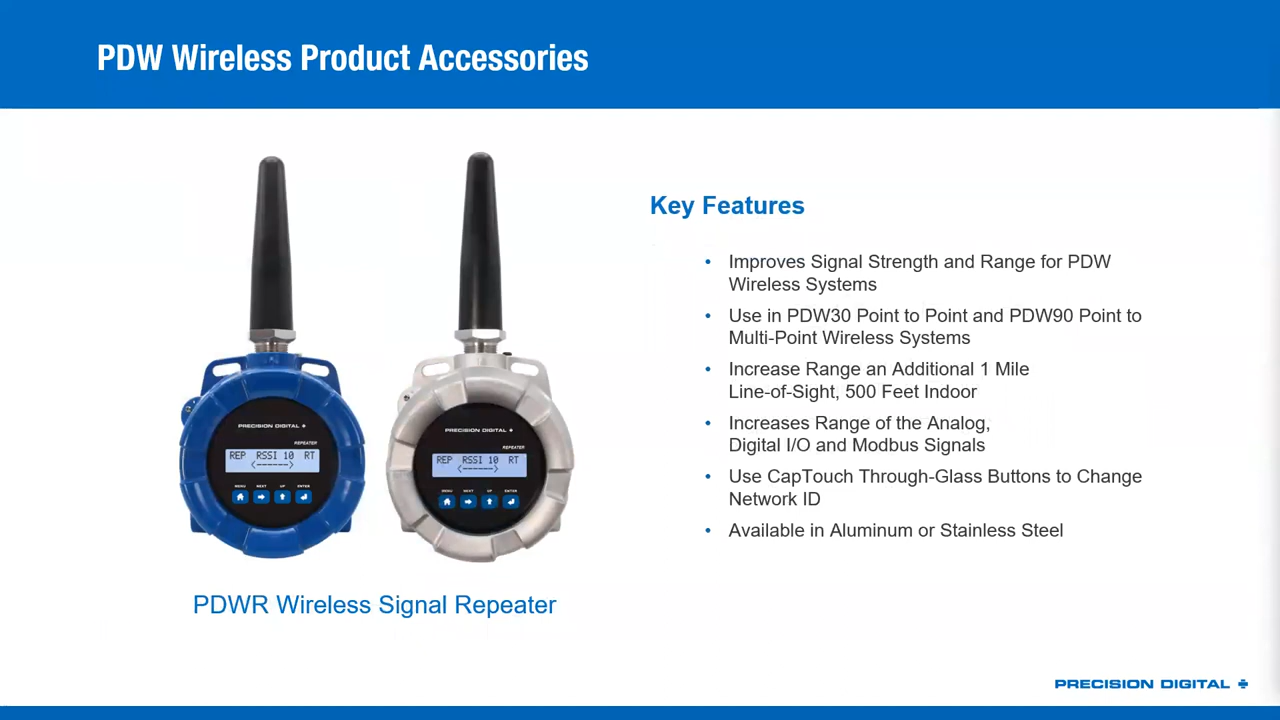 PDW Wireless Product Accessories
Key Features
• Improves Signal Strength and Range for PDW
Wireless Systems
• Use in PDW30 Point to Point and PDW90 Point to
Multi-Point Wireless Systems
• Increase Range an Additional 1 Mile
Line-of-Sight, 500 Feet Indoor
• Increases Range of the Analog,
Digital I/O and Modbus Signals
• Use CapTouch Through-Glass Buttons to Change
Network ID
• Available in Aluminum or Stainless Steel
PRECISION DIGITAL
REPEATER
REP RSSI 10 RT
<------>
MENU NEXT UP ENTER
PRECISION DIGITAL
REPEATER
REP RSSI 10 RT
<------>
MENU NEXT UP ENTER
PDWR Wireless Signal Repeater
PRECISION DIGITAL